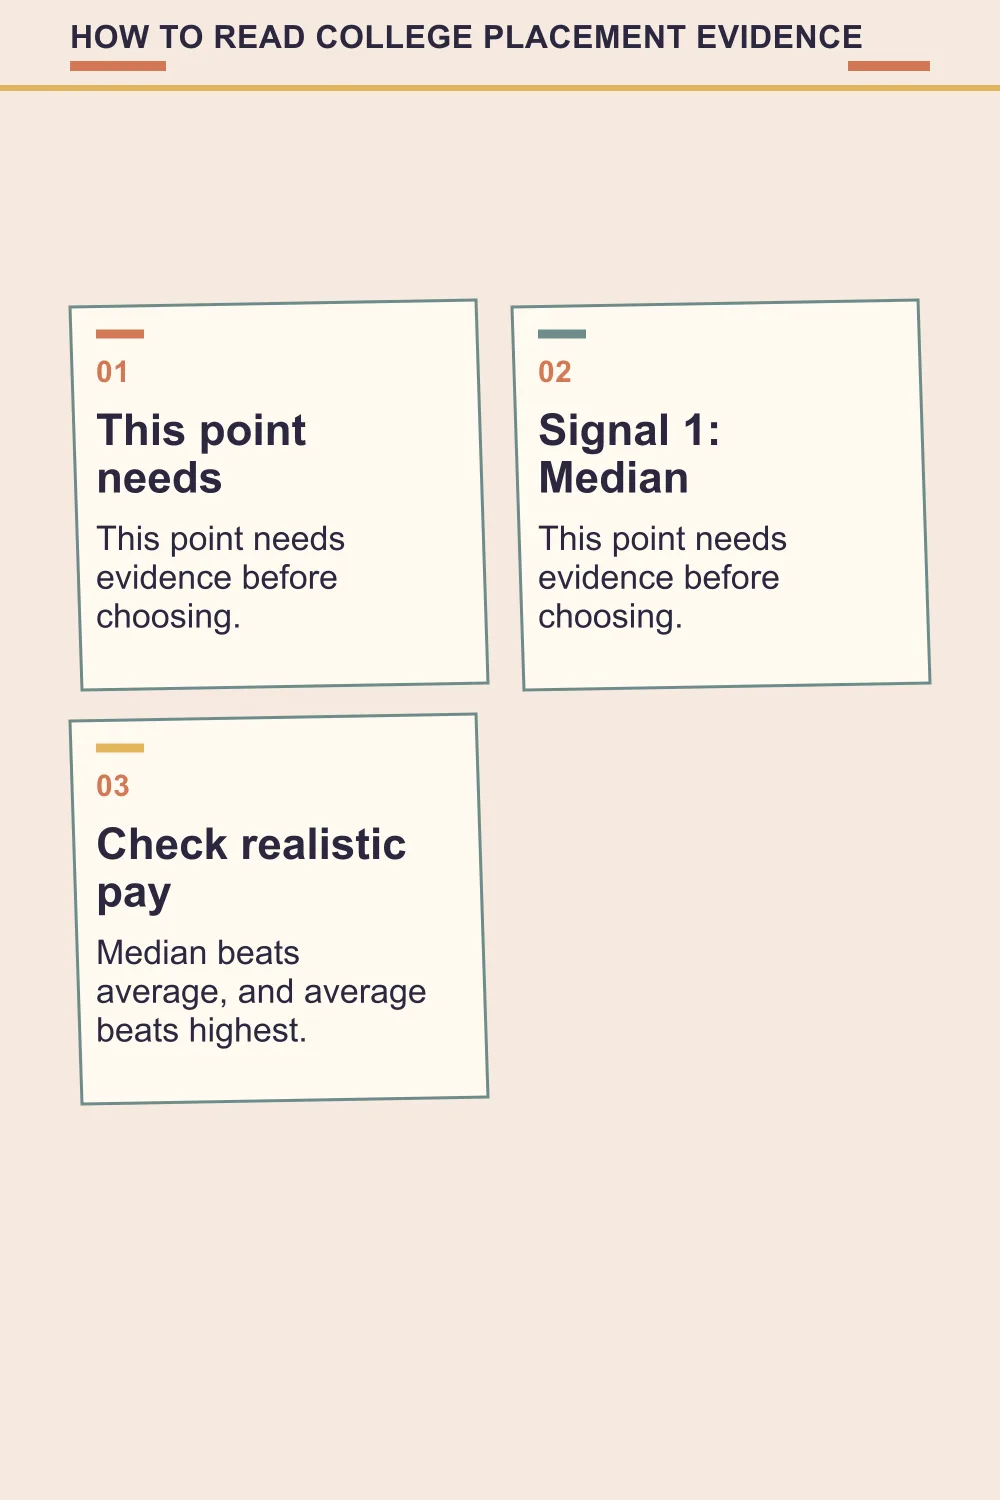 HOW TO READ COLLEGE PLACEMENT EVIDENCE
01
This point
needs
This point needs
evidence before
choosing.
02
Signal 1:
Median
This point needs
evidence before
choosing.
03
Check realistic
pay
Median beats
average, and average
beats highest.